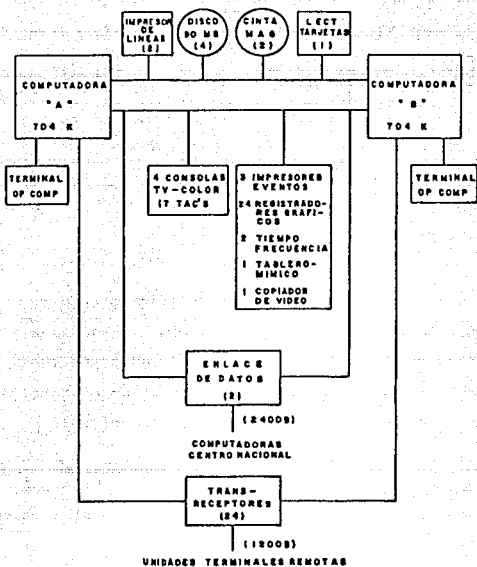 IMPRESOR
DE
LINEAS
(2)
DISCO
90 MB
(4)
CINTA
MAG
(2)
LECT
TARJETAS
(1)
COMPUTADORA
"A"
704 K
COMPUTADORA
"B"
704 K
TERMINAL
OP COMP
4 CONSOLAS
TV-COLOR
(7 TAC'S
3 IMPRESORES
EVENTOS
24 REGISTRADO-
RES GRAFI-
COS
2 TIEMPO
FRECUENCIA
1 TABLERO-
MIMICO
1 COPIADOR
DE VIDEO
TERMINAL
OP COMP
ENLACE
DE DATOS
(2)
(2400B)
COMPUTADORAS
CENTRO NACIONAL
TRANS-
RECEPTORES
(24)
(1200B)
UNIDADES TERMINALES REMOTAS